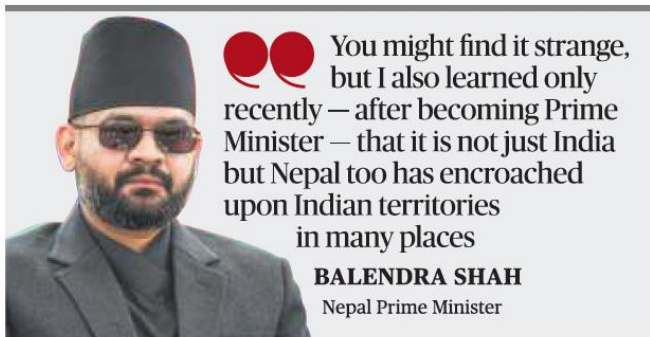 You might find it strange,
but I also learned only
recently — after becoming Prime
Minister — that it is not just India
but Nepal too has encroached
upon Indian territories
in many places
BALENDRA SHAH
Nepal Prime Minister